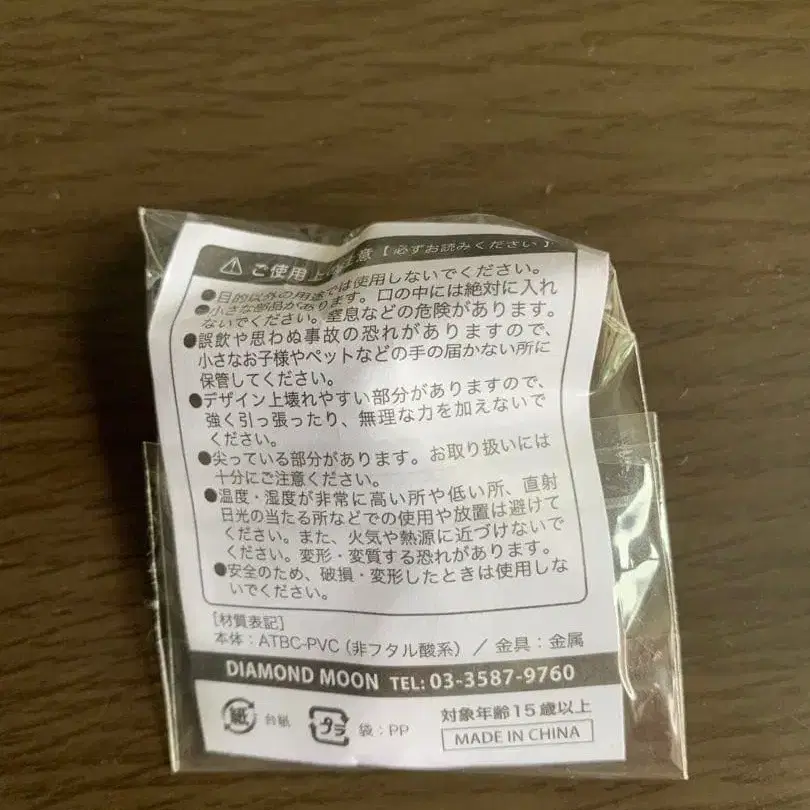 ご使用上の注意【必ずお読みください】
●目的以外の用途では使用しないでください。
●小さな部品があります。口の中には絶対に入れ
ないでください。窒息などの危険があります。
●誤飲や思わぬ事故の恐れがありますので、
小さなお子様やペットなどの手の届かない所に
保管してください。
●デザイン上壊れやすい部分がありますので、
強く引っ張ったり、無理な力を加えないで
ください。
●尖っている部分があります。お取り扱いには
十分にご注意ください。
●温度・湿度が非常に高い所や低い所、直射
日光の当たる所などでの使用や放置は避けて
ください。また、火気や熱源に近づけないで
ください。変形・変質する恐れがあります。
●安全のため、破損・変形したときは使用しな
いでください。
[材質表記]
本体：ATBC-PVC（非フタル酸系）／金具：金属
DIAMOND MOON TEL: 03-3587-9760
紙 台紙 プラ 袋：PP 対象年齢15歳以上
MADE IN CHINA